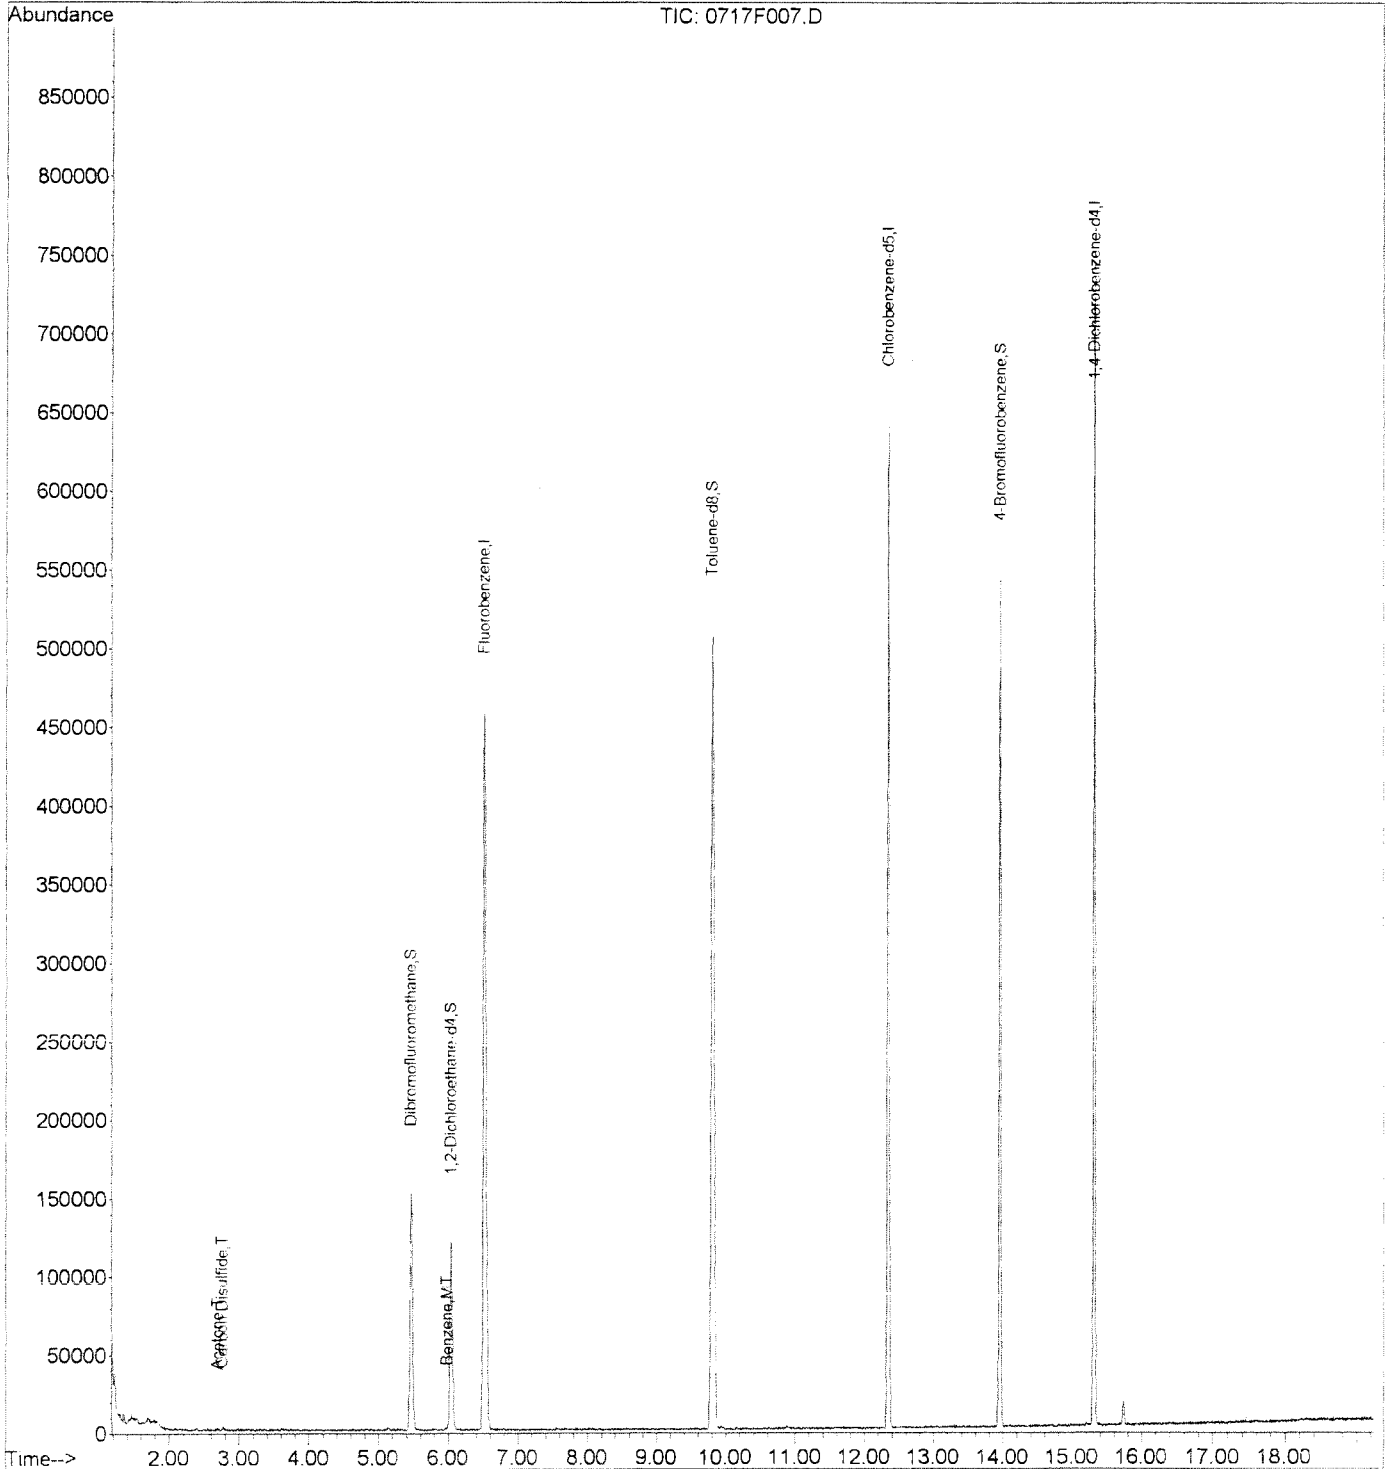 Abundance
TIC: 0717F007.D
850000
800000
750000
700000
650000
600000
550000
500000
450000
400000
350000
300000
250000
200000
150000
100000
50000
0
Acetone,T
Carbon Disulfide,T
Dibromofluoromethane,S
Benzene,M,T
1,2-Dichloroethane-d4,S
Fluorobenzene,I
Toluene-d8,S
Chlorobenzene-d5,I
4-Bromofluorobenzene,S
1,4-Dichlorobenzene-d4,I
Time--> 2.00 3.00 4.00 5.00 6.00 7.00 8.00 9.00 10.00 11.00 12.00 13.00 14.00 15.00 16.00 17.00 18.00